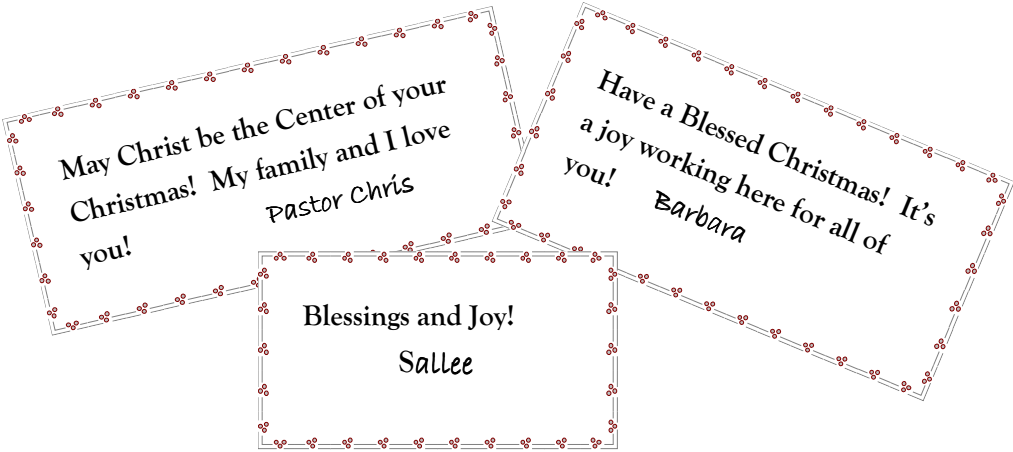 May Christ be the Center of your
Christmas!  My family and I love
you!
Pastor Chris
Have a Blessed Christmas!  It’s
a joy working here for all of
you!
Barbara
Blessings and Joy!
Sallee